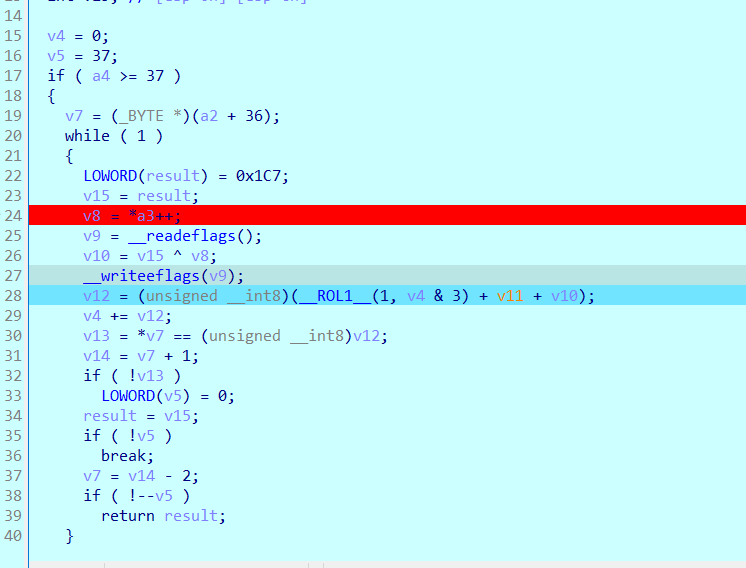 14
15 v4 = 0;
16 v5 = 37;
17 if ( a4 >= 37 )
18 {
19 v7 = (_BYTE *)(a2 + 36);
20 while ( 1 )
21 {
22 LOWORD(result) = 0x1C7;
23 v15 = result;
24 v8 = *a3++;
25 v9 = __readeflags();
26 v10 = v15 ^ v8;
27 __writeeflags(v9);
28 v12 = (unsigned __int8)(__ROL1__(1, v4 & 3) + v11 + v10);
29 v4 += v12;
30 v13 = *v7 == (unsigned __int8)v12;
31 v14 = v7 + 1;
32 if ( !v13 )
33 LOWORD(v5) = 0;
34 result = v15;
35 if ( !v5 )
36 break;
37 v7 = v14 - 2;
38 if ( !--v5 )
39 return result;
40 }